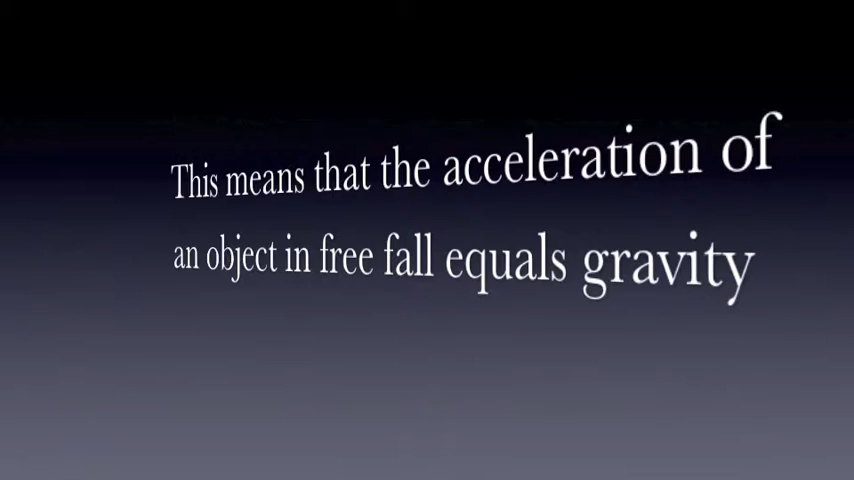 This means that the acceleration of
an object in free fall equals gravity